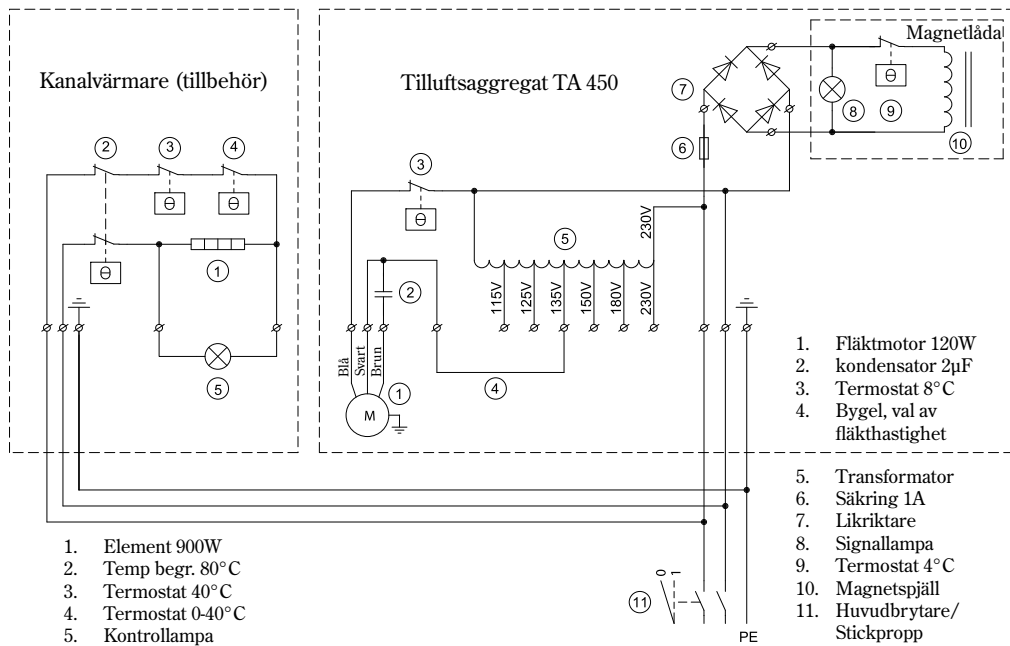 Kanalvärmare (tillbehör)
2
3
4
Θ
Θ
Θ
1
5
Tilluftsaggregat TA 450
Magnetlåda
7
8
Θ
9
10
6
3
Θ
5
230V
115V
125V
135V
150V
180V
230V
2
Blå
Svart
Brun
4
1
M
1. Fläktmotor 120W
2. kondensator 2µF
3. Termostat 8°C
4. Bygel, val av
fläkthastighet
5. Transformator
6. Säkring 1A
7. Likriktare
8. Signallampa
9. Termostat 4°C
10. Magnetspjäll
11. Huvudbrytare/
Stickpropp
1. Element 900W
2. Temp begr. 80°C
3. Termostat 40°C
4. Termostat 0-40°C
5. Kontrollampa
11
0
1
PE